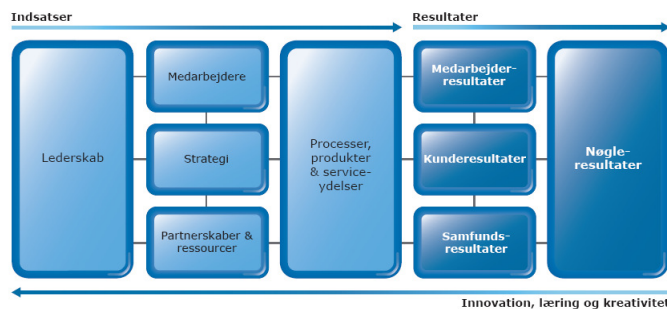 Indsatser
Resultater
Lederskab
Medarbejdere
Strategi
Partnerskaber &
ressourcer
Processer,
produkter
& service-
ydelser
Medarbejder-
resultater
Kunderesultater
Samfunds-
resultater
Nøgle-
resultater
Innovation, læring og kreativitet